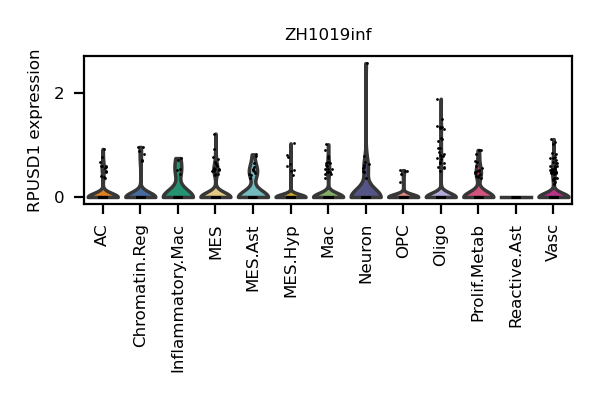 ZH1019inf
RPUSD1 expression
2
0
AC
Chromatin.Reg
Inflammatory.Mac
MES
MES.Ast
MES.Hyp
Mac
Neuron
OPC
Oligo
Prolif.Metab
Reactive.Ast
Vasc